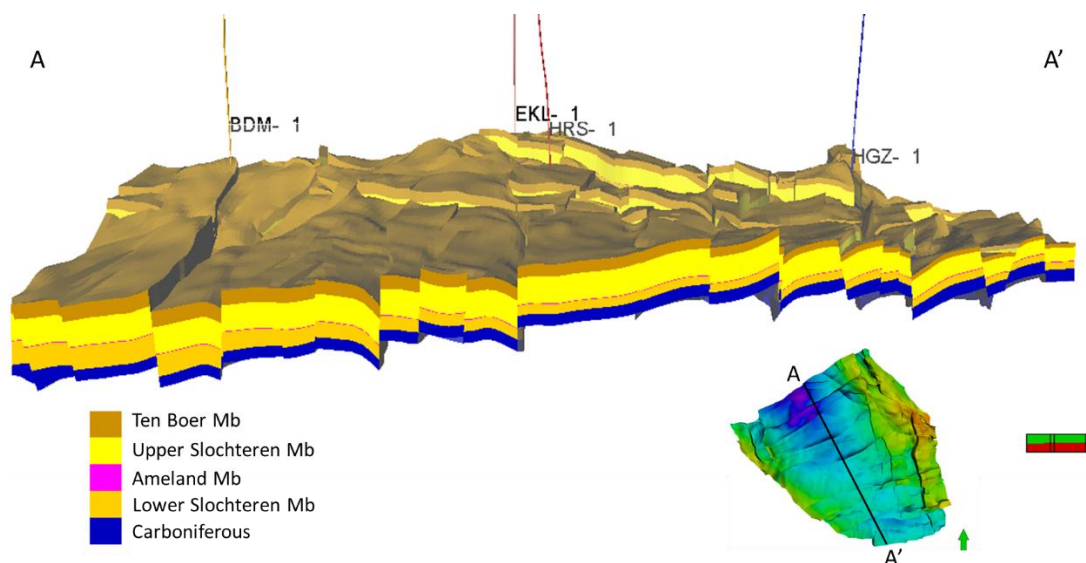 A
A'
BDM- 1
EKL- 1
HRS- 1
HGZ- 1
Ten Boer Mb
Upper Slochteren Mb
Ameland Mb
Lower Slochteren Mb
Carboniferous
A
A'